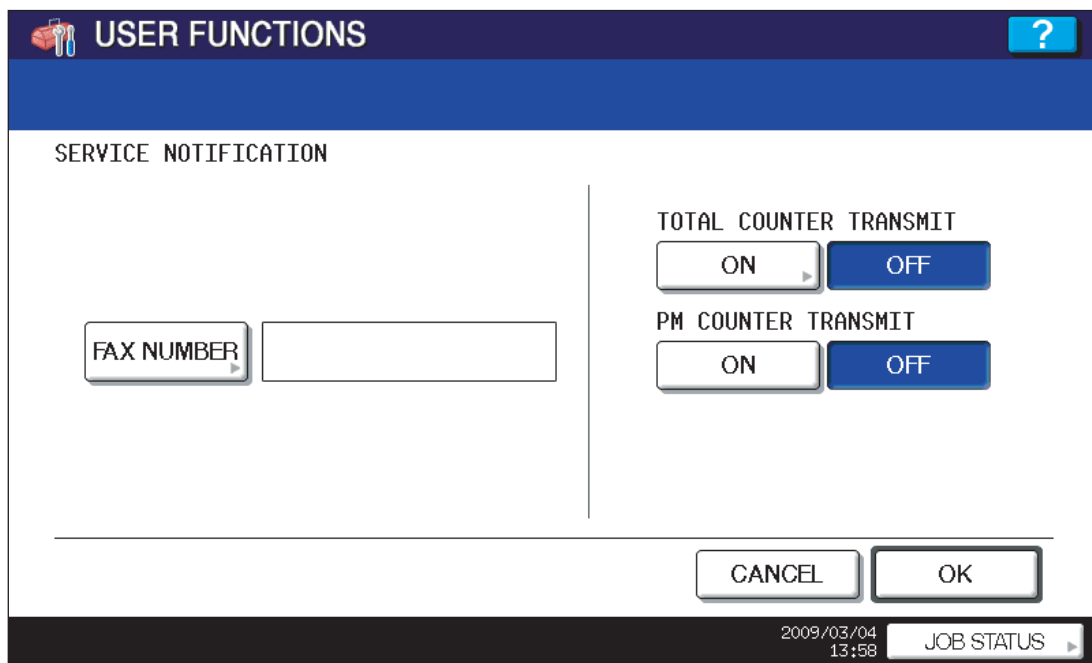 USER FUNCTIONS
?
SERVICE NOTIFICATION
FAX NUMBER
TOTAL COUNTER TRANSMIT
ON OFF
PM COUNTER TRANSMIT
ON OFF
CANCEL OK
2009/03/04
13:58
JOB STATUS